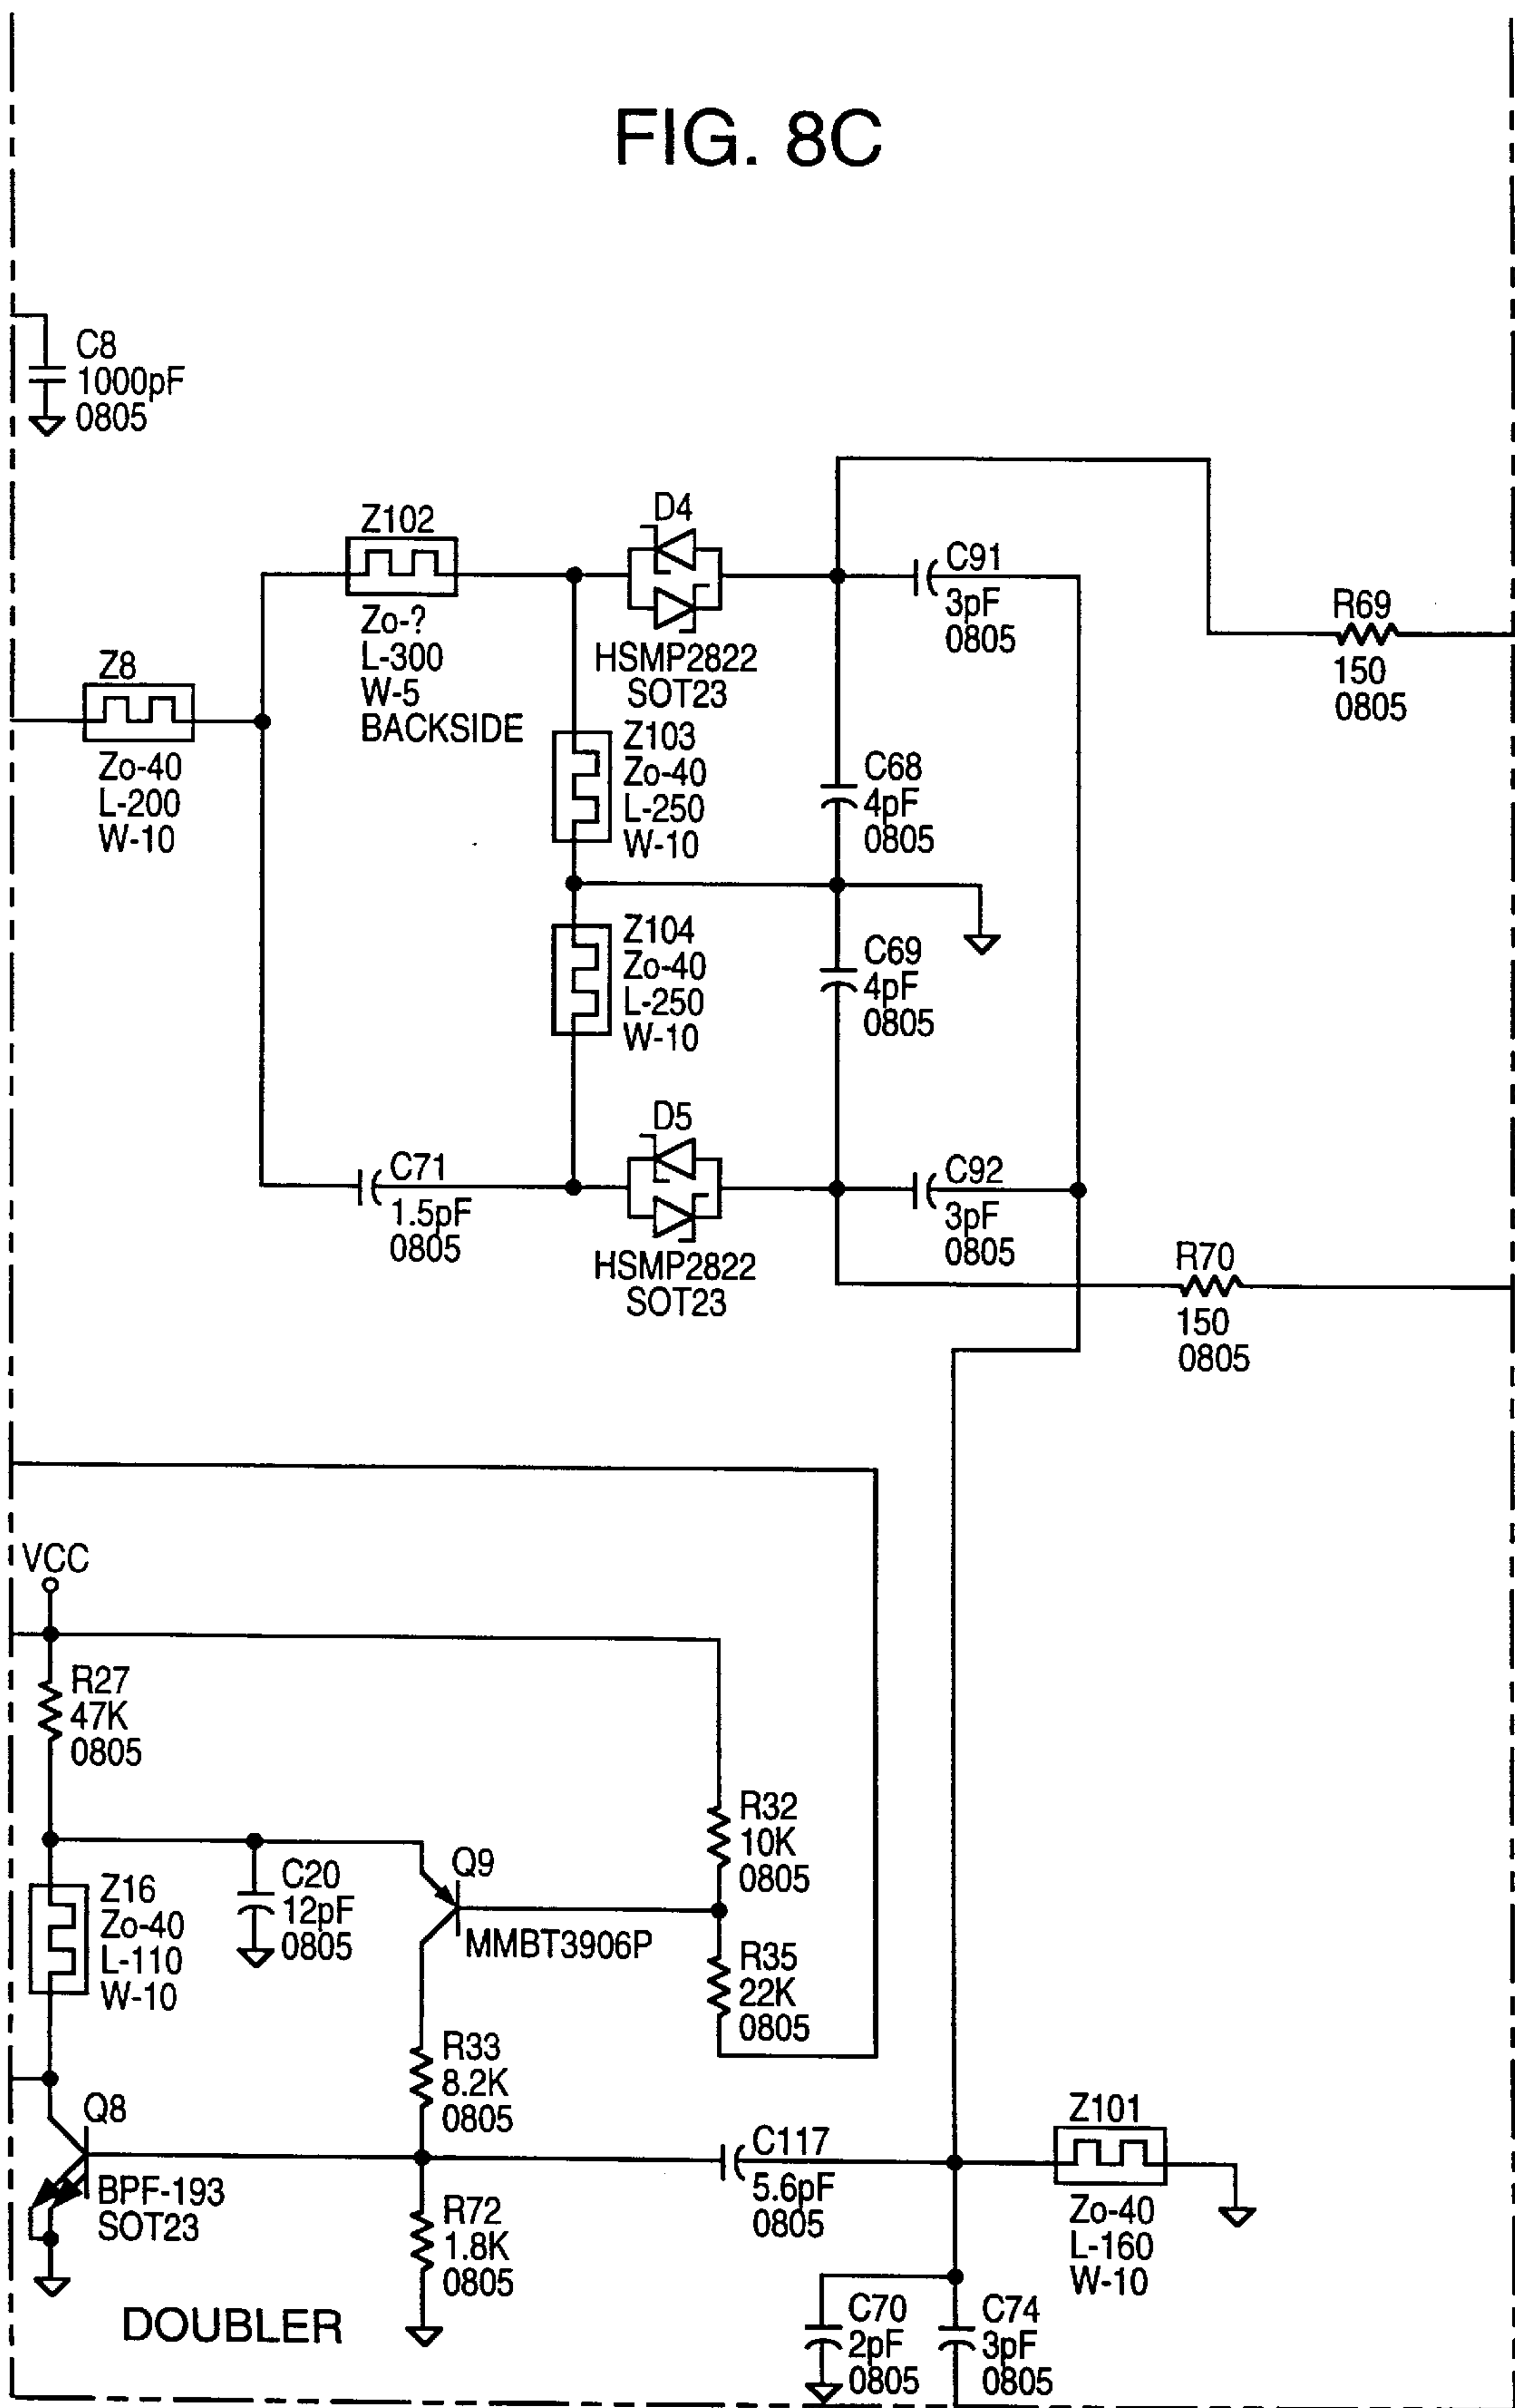 FIG. 8C
C8
1000pF
0805
Z102
Zo-?
L-300
W-5
BACKSIDE
D4
HSMP2822
SOT23
C91
3pF
0805
R69
150
0805
Z8
Zo-40
L-200
W-10
Z103
Zo-40
L-250
W-10
C68
4pF
0805
Z104
Zo-40
L-250
W-10
C69
4pF
0805
C71
1.5pF
0805
D5
HSMP2822
SOT23
C92
3pF
0805
R70
150
0805
VCC
R27
47K
0805
R32
10K
0805
Z16
Zo-40
L-110
W-10
C20
12pF
0805
Q9
MMBT3906P
R35
22K
0805
R33
8.2K
0805
Q8
BPF-193
SOT23
R72
1.8K
0805
C117
5.6pF
0805
Z101
Zo-40
L-160
W-10
C70
2pF
0805
C74
3pF
0805
DOUBLER